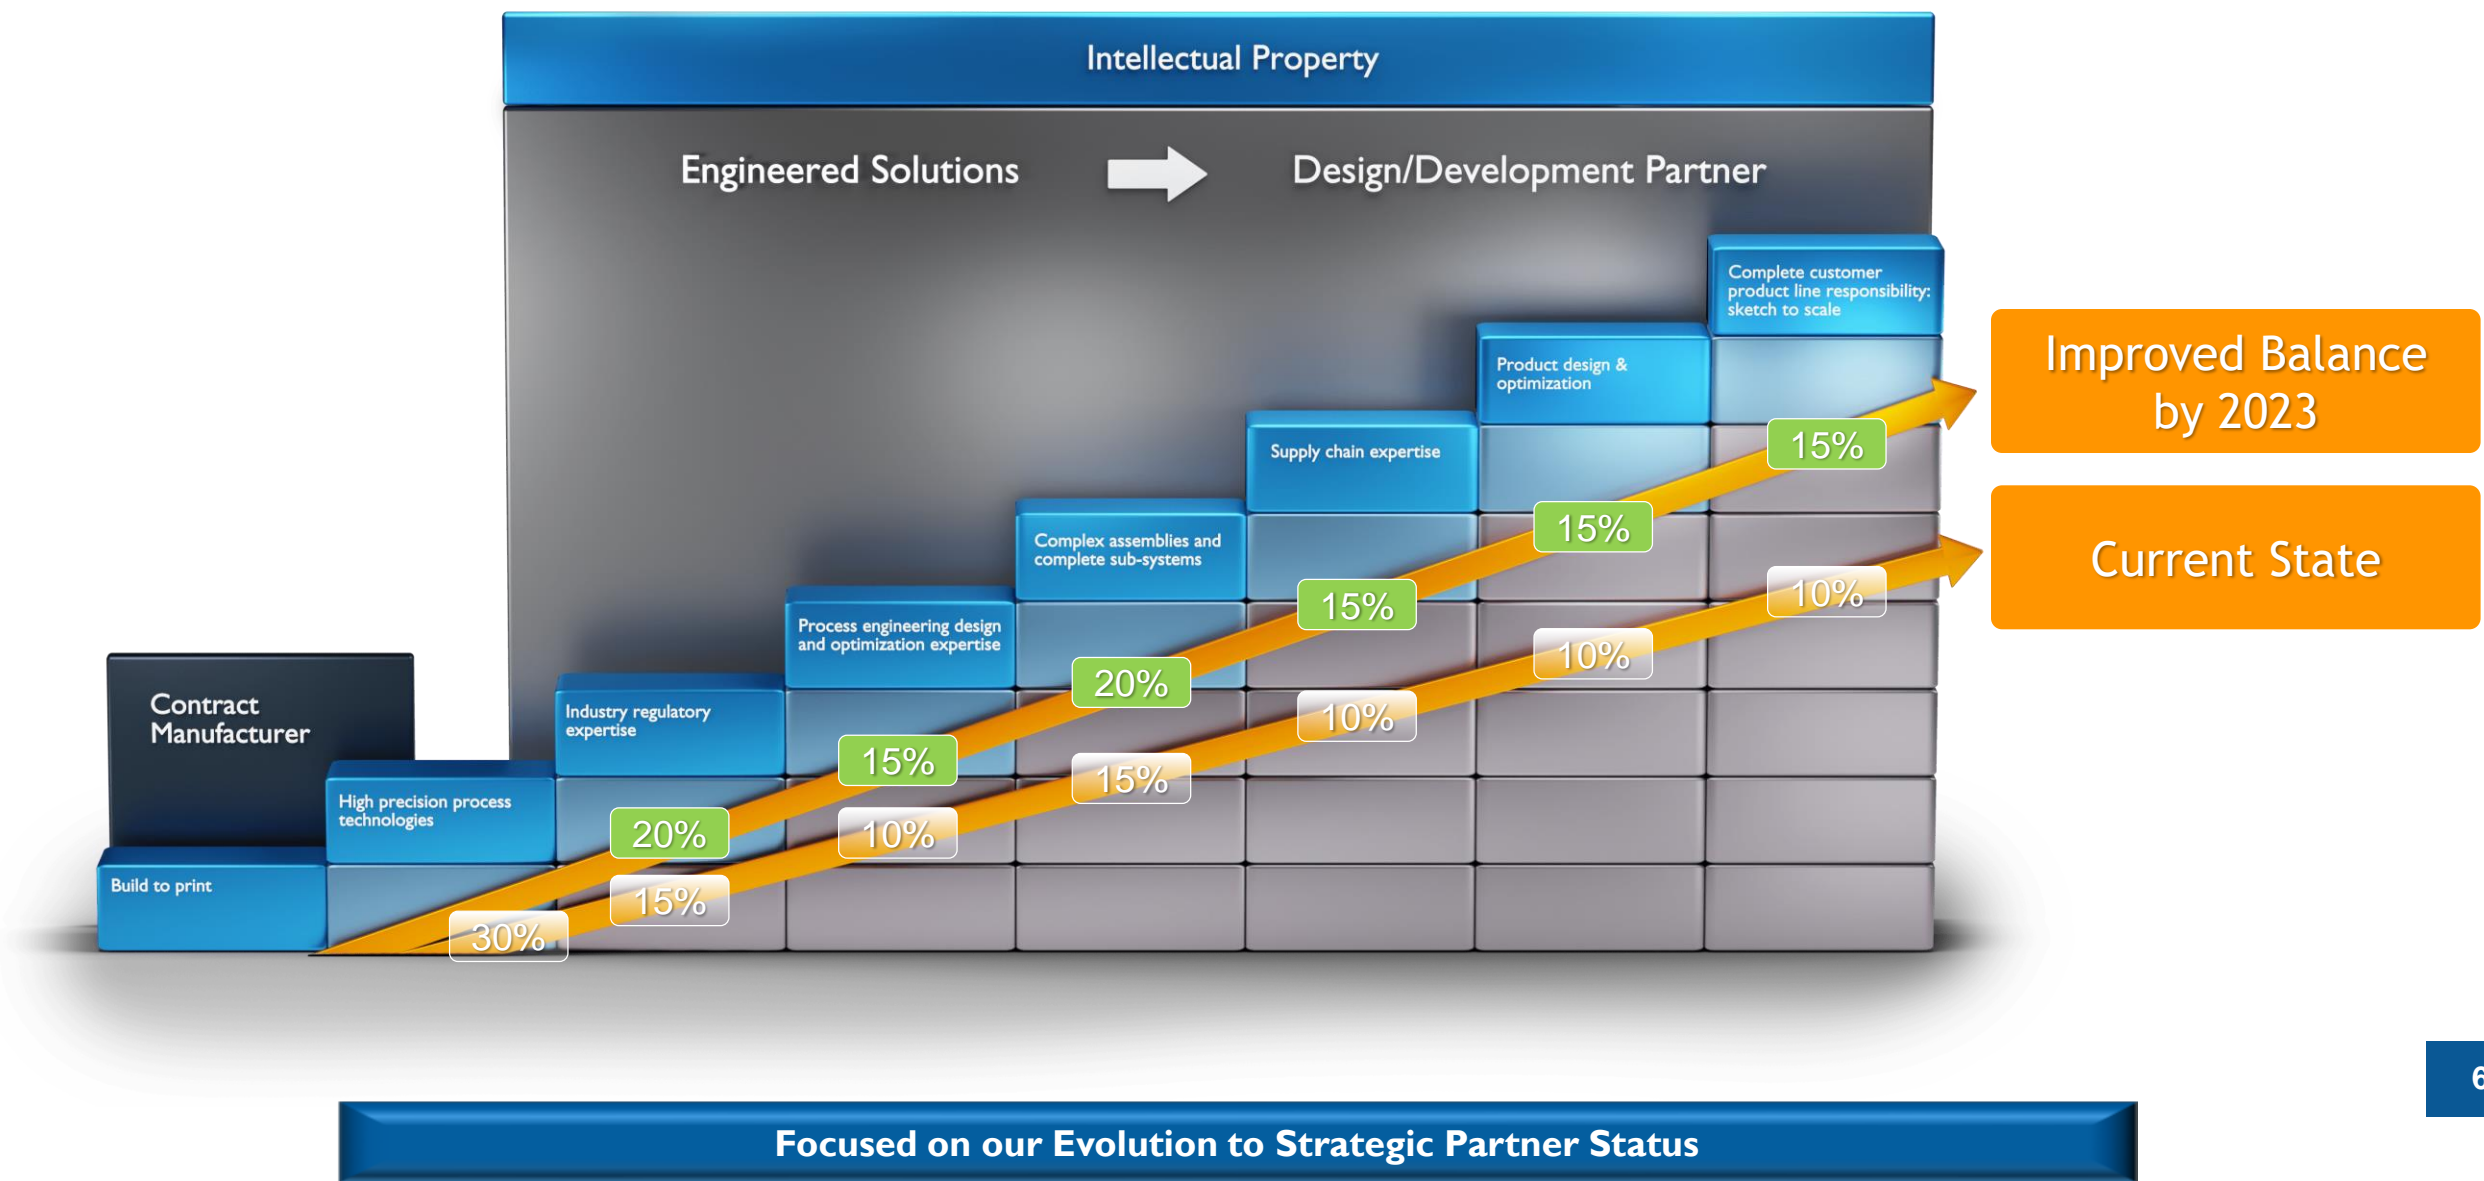 Intellectual Property
Engineered Solutions
Design/Development Partner
Complete customer
product line responsibility:
sketch to scale
Product design &
optimization
Supply chain expertise
Complex assemblies and
complete sub-systems
Process engineering design
and optimization expertise
Industry regulatory
expertise
Contract
Manufacturer
High precision process
technologies
Build to print
Improved Balance
by 2023
Current State
15%
15%
15%
20%
15%
20%
10%
10%
10%
15%
10%
15%
30%
6
Focused on our Evolution to Strategic Partner Status